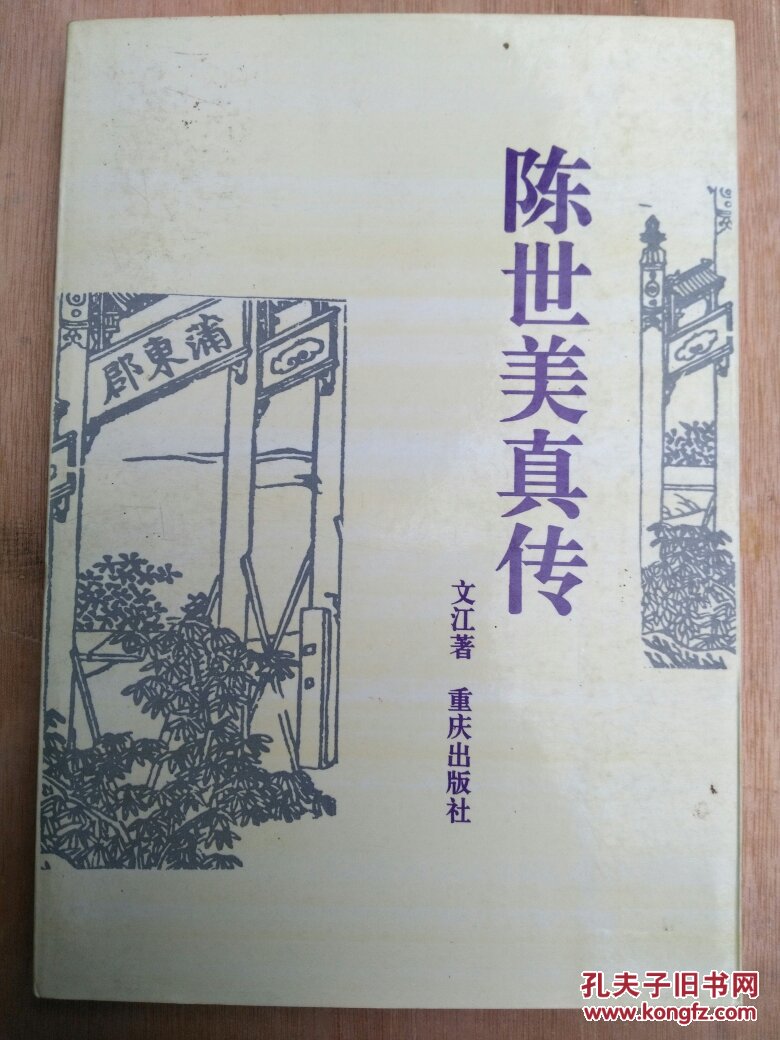 陈世美真传
文江著 重庆出版社
蒲東郡
孔夫子旧书网
www.kongfz.com